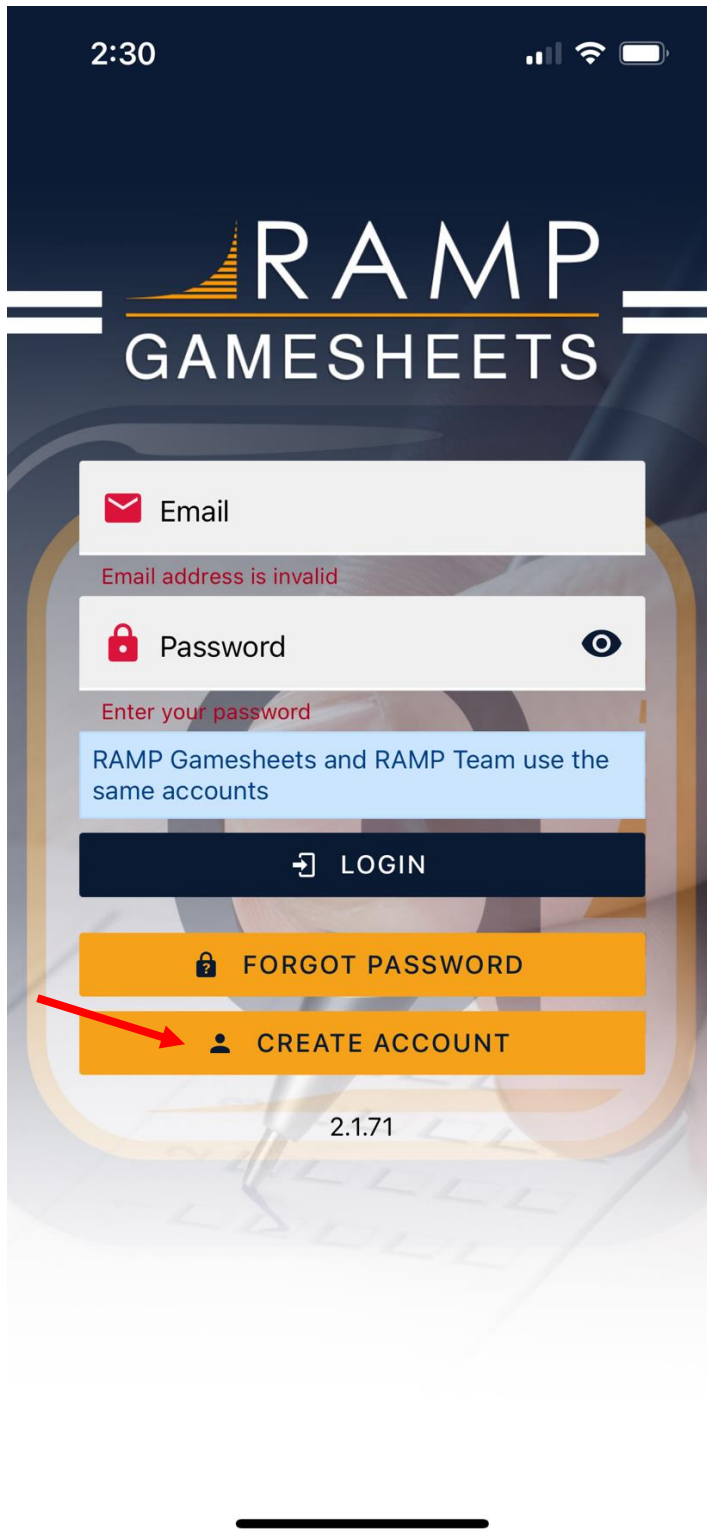 2:30
RAMP
GAMESHEETS
Email
Email address is invalid
Password
Enter your password
RAMP Gamesheets and RAMP Team use the
same accounts
LOGIN
FORGOT PASSWORD
CREATE ACCOUNT
2.1.71